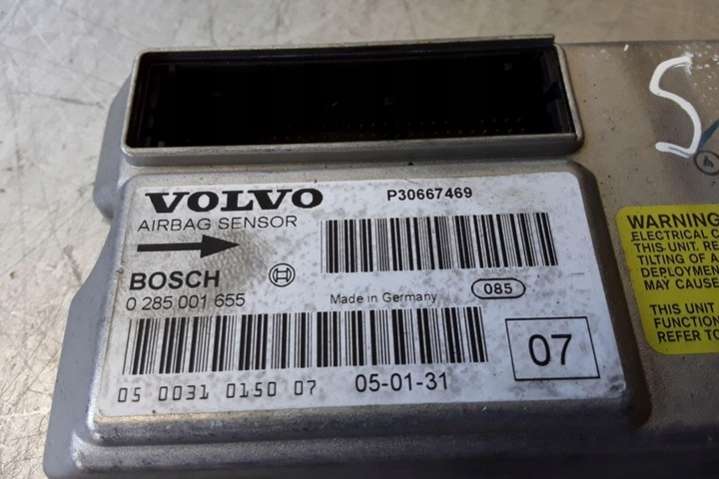 VOLVO
P30667469
AIRBAG SENSOR
BOSCH
0 285 001 655
Made in Germany
085
05 0031 0150 07
05-01-31
07
S
WARNING
ELECTRICAL
THIS UNIT.
TILTING OF A
DEPLOYMENT
MAY CAUSE
THIS UNIT
FUNCTION
REFER TO